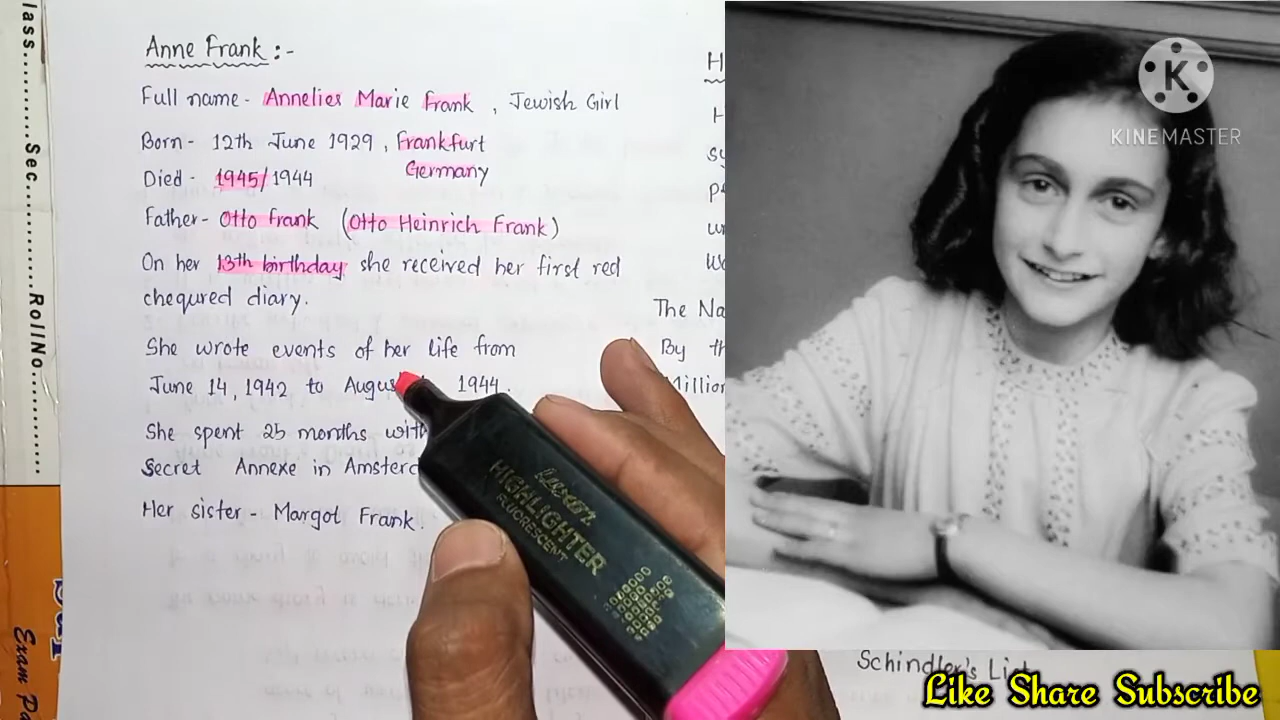 lass..........Sec..........RollNo..........
Anne Frank :-
Full name - Annelies Marie Frank , Jewish Girl
Born - 12th June 1929 , Frankfurt
Germany
Died - 1945/1944
Father - Otto frank (Otto Heinrich Frank)
On her 13th birthday she received her first red
chequred diary.
She wrote events of her life from
June 14, 1942 to 1944.
She spent 25 months with
Secret Annexe in
Her sister - Margot Frank.
H
H
The Na
By th
Million
Schindler's List
KINEMASTER
K
HIGHLIGHTER
FLUORESCENT
Exam Pa
Like Share Subscribe